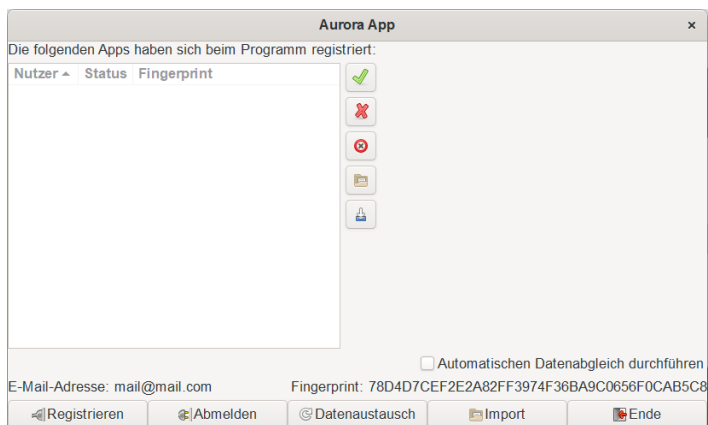 Aurora App
Die folgenden Apps haben sich beim Programm registriert:
Nutzer Status Fingerprint
Automatischen Datenabgleich durchführen
E-Mail-Adresse: mail@mail.com Fingerprint: 78D4D7CEF2E2A82FF3974F36BA9C0656F0CAB5C8
Registrieren Abmelden Datenaustausch Import Ende